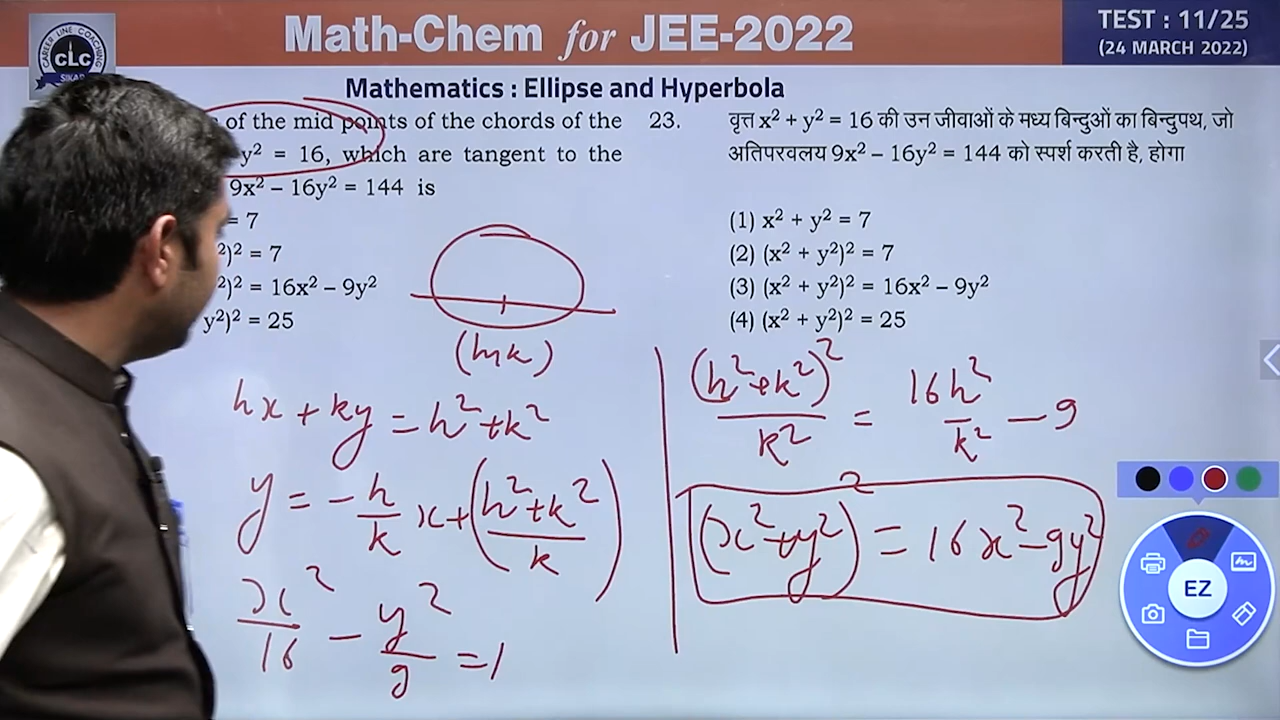 CAREER LINE COACHING
CLC
Math-Chem for JEE-2022
TEST : 11/25
(24 MARCH 2022)
Mathematics : Ellipse and Hyperbola
of the mid points of the chords of the
y² = 16, which are tangent to the
9x² – 16y² = 144 is
= 7
²)² = 7
²)² = 16x² – 9y²
y²)² = 25
(h,k)
hx + ky = h² + k²
y = -h/k x + (h² + k²/k)
x²/16 - y²/9 = 1
23. वृत्त x² + y² = 16 की उन जीवाओं के मध्य बिन्दुओं का बिन्दुपथ, जो
अतिपरवलय 9x² – 16y² = 144 को स्पर्श करती है, होगा
(1) x² + y² = 7
(2) (x² + y²)² = 7
(3) (x² + y²)² = 16x² – 9y²
(4) (x² + y²)² = 25
(h² + k²)²/k² = 16h²/k² - 9
(x² + y²)² = 16x² - 9y²
EZ